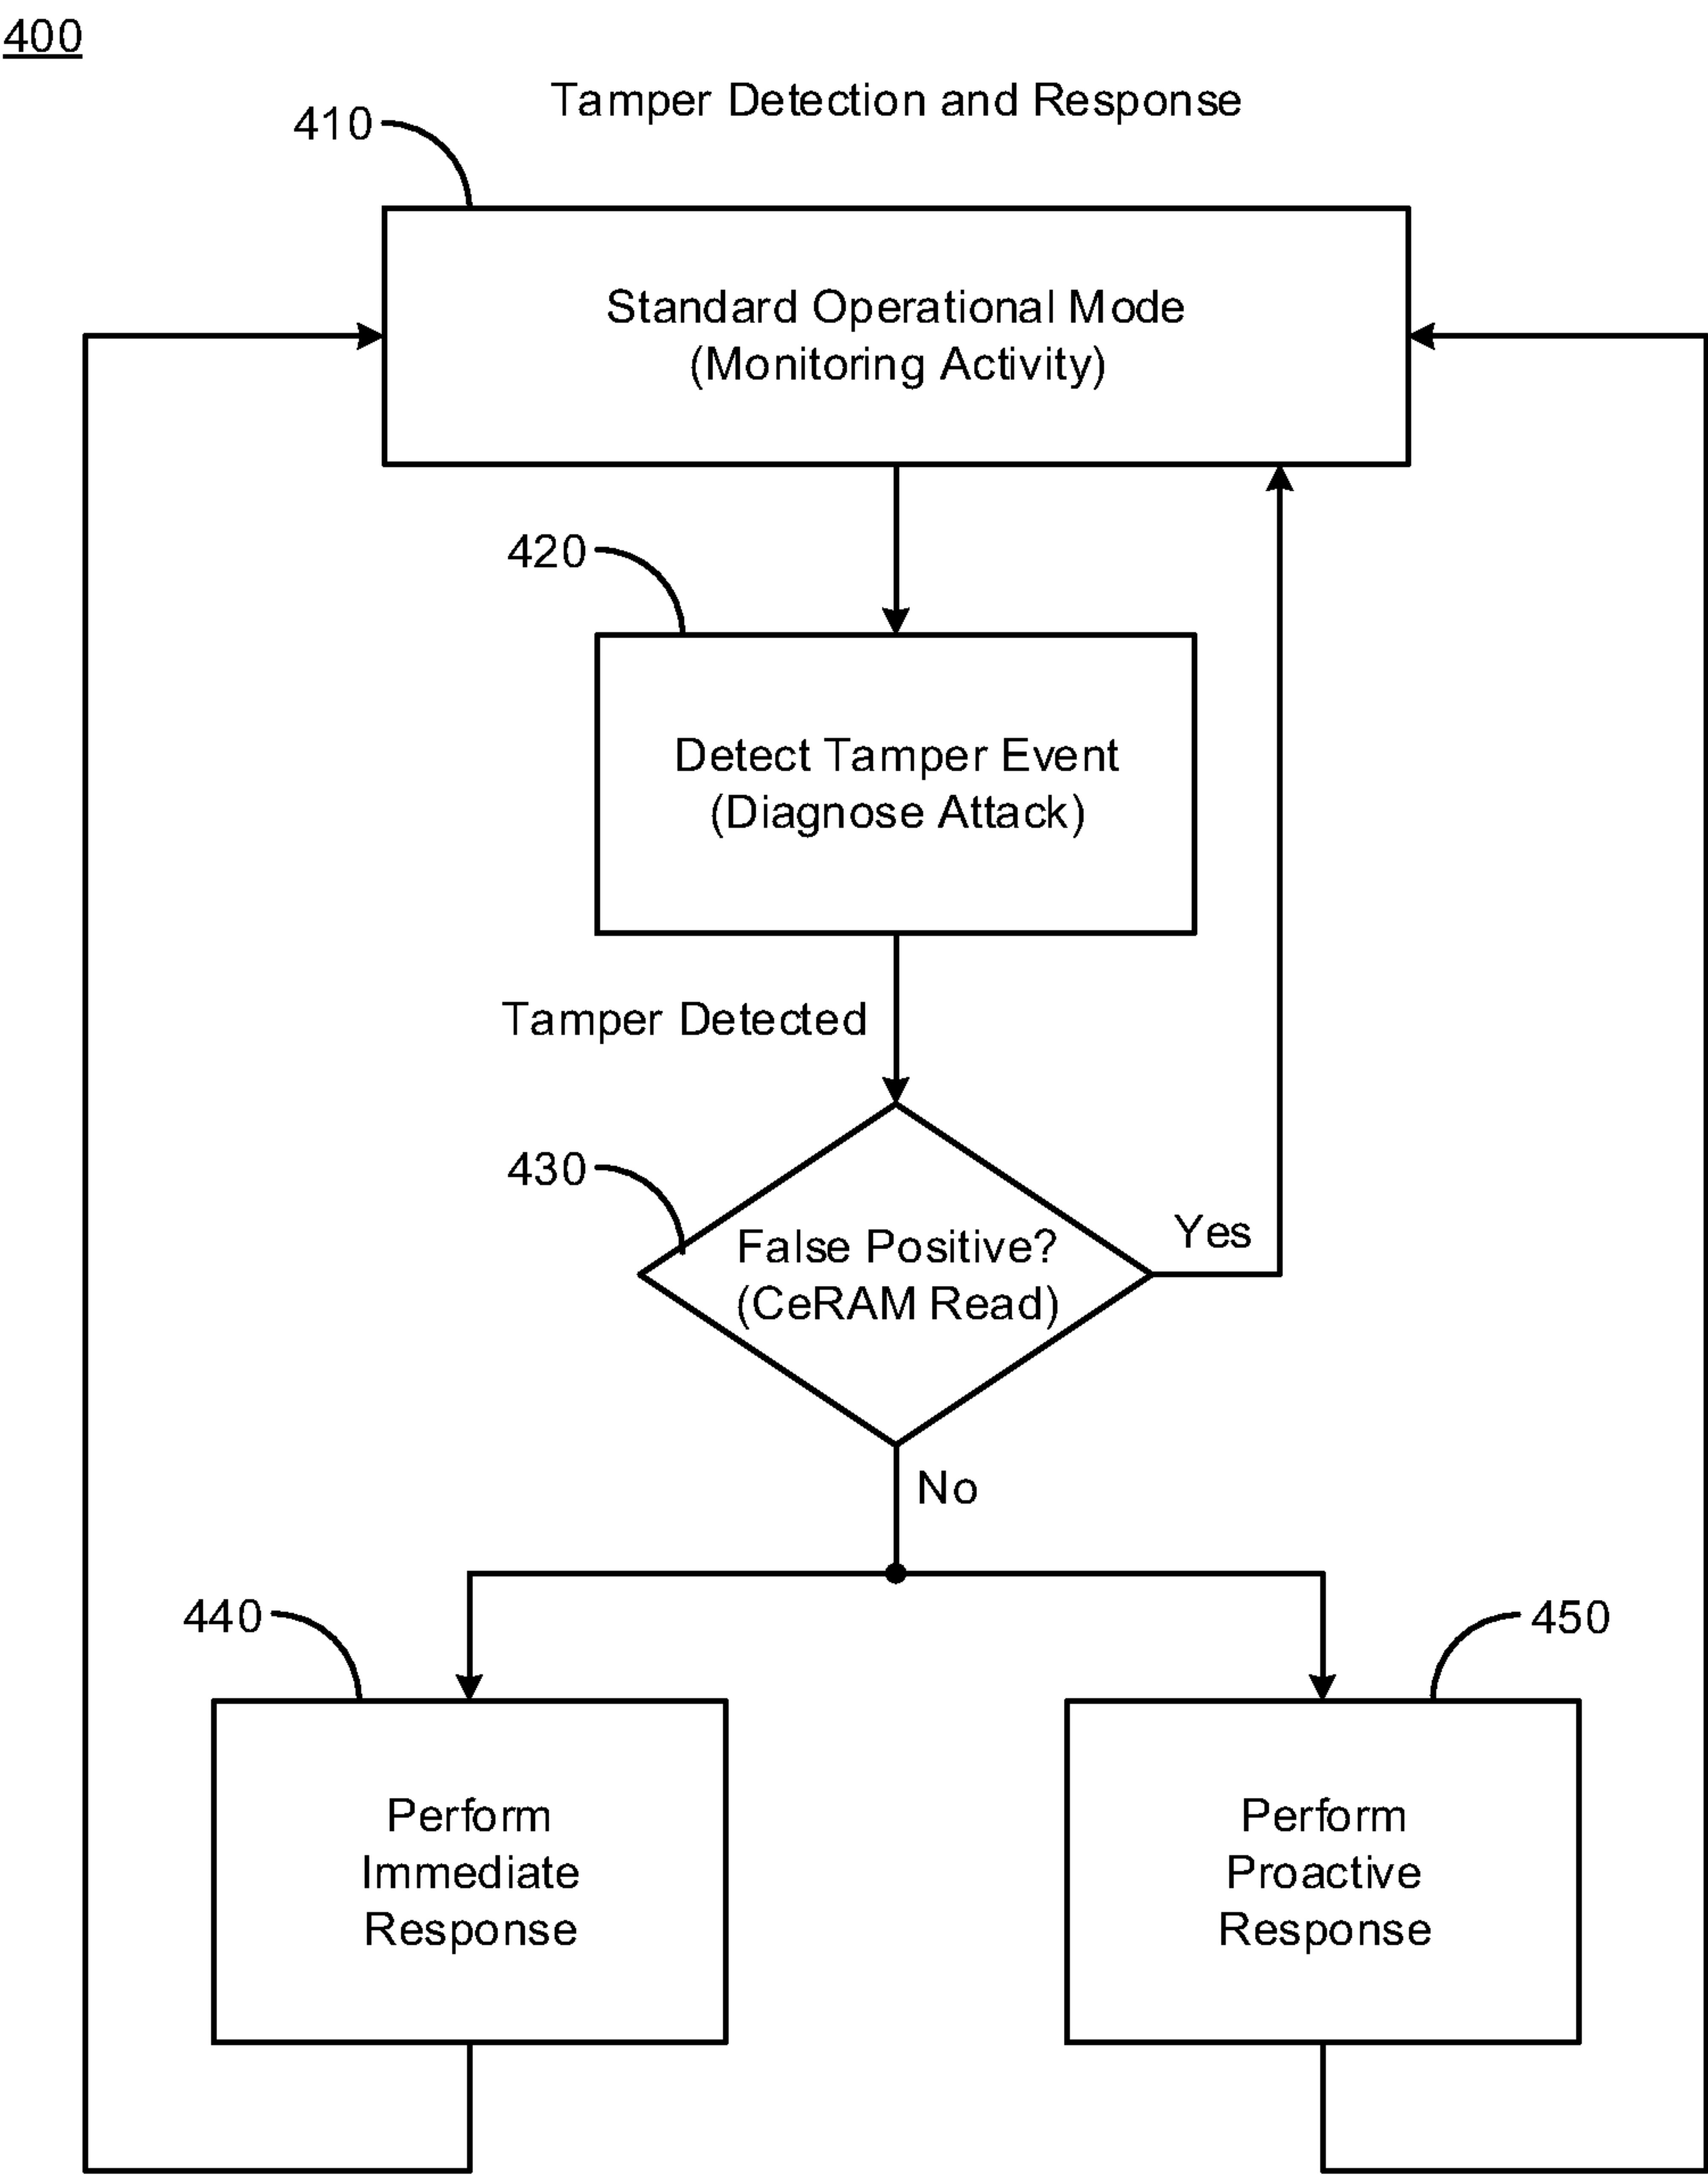 400
Tamper Detection and Response
410
Standard Operational Mode
(Monitoring Activity)
420
Detect Tamper Event
(Diagnose Attack)
Tamper Detected
430
False Positive?
(CeRAM Read)
Yes
No
440
450
Perform
Immediate
Response
Perform
Proactive
Response